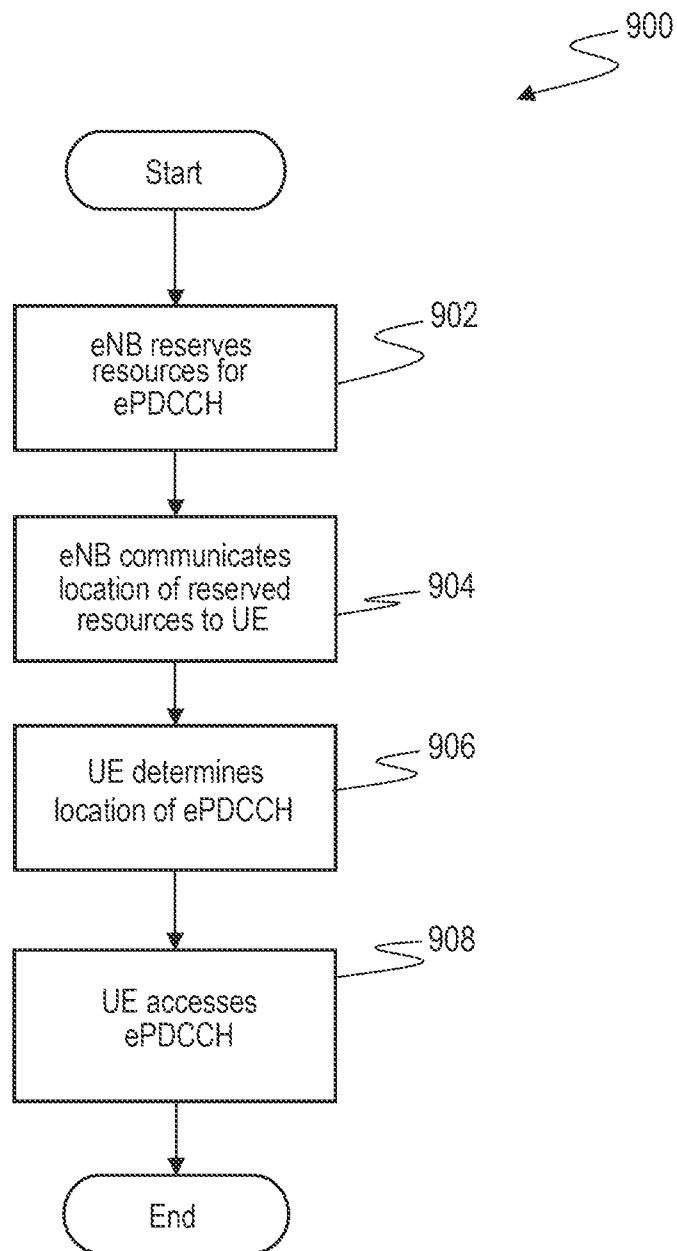 900
Start
902
eNB reserves
resources for
ePDCCH
eNB communicates
location of reserved
resources to UE
904
906
UE determines
location of ePDCCH
908
UE accesses
ePDCCH
End